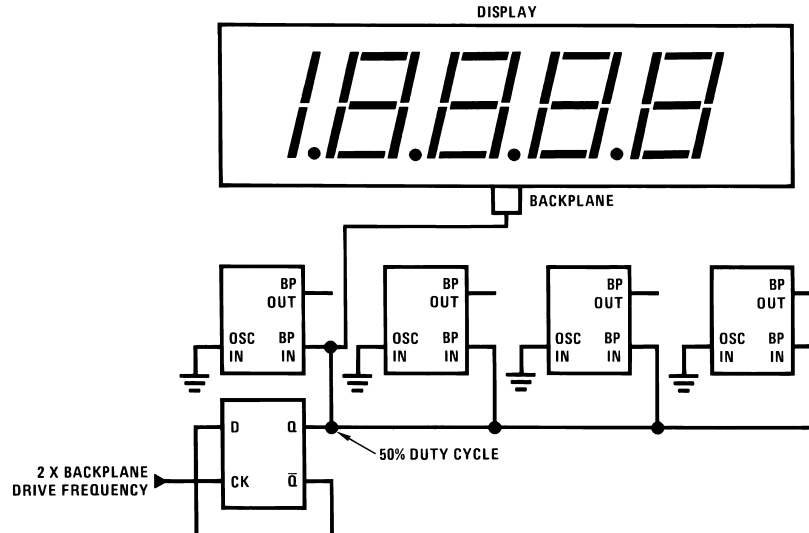 DISPLAY
1.8.8.8.8
BACKPLANE
BP
OUT
OSC
IN
BP
IN
BP
OUT
OSC
IN
BP
IN
BP
OUT
OSC
IN
BP
IN
BP
OUT
OSC
IN
BP
IN
D
Q
50% DUTY CYCLE
2 X BACKPLANE
DRIVE FREQUENCY
CK
Q̅